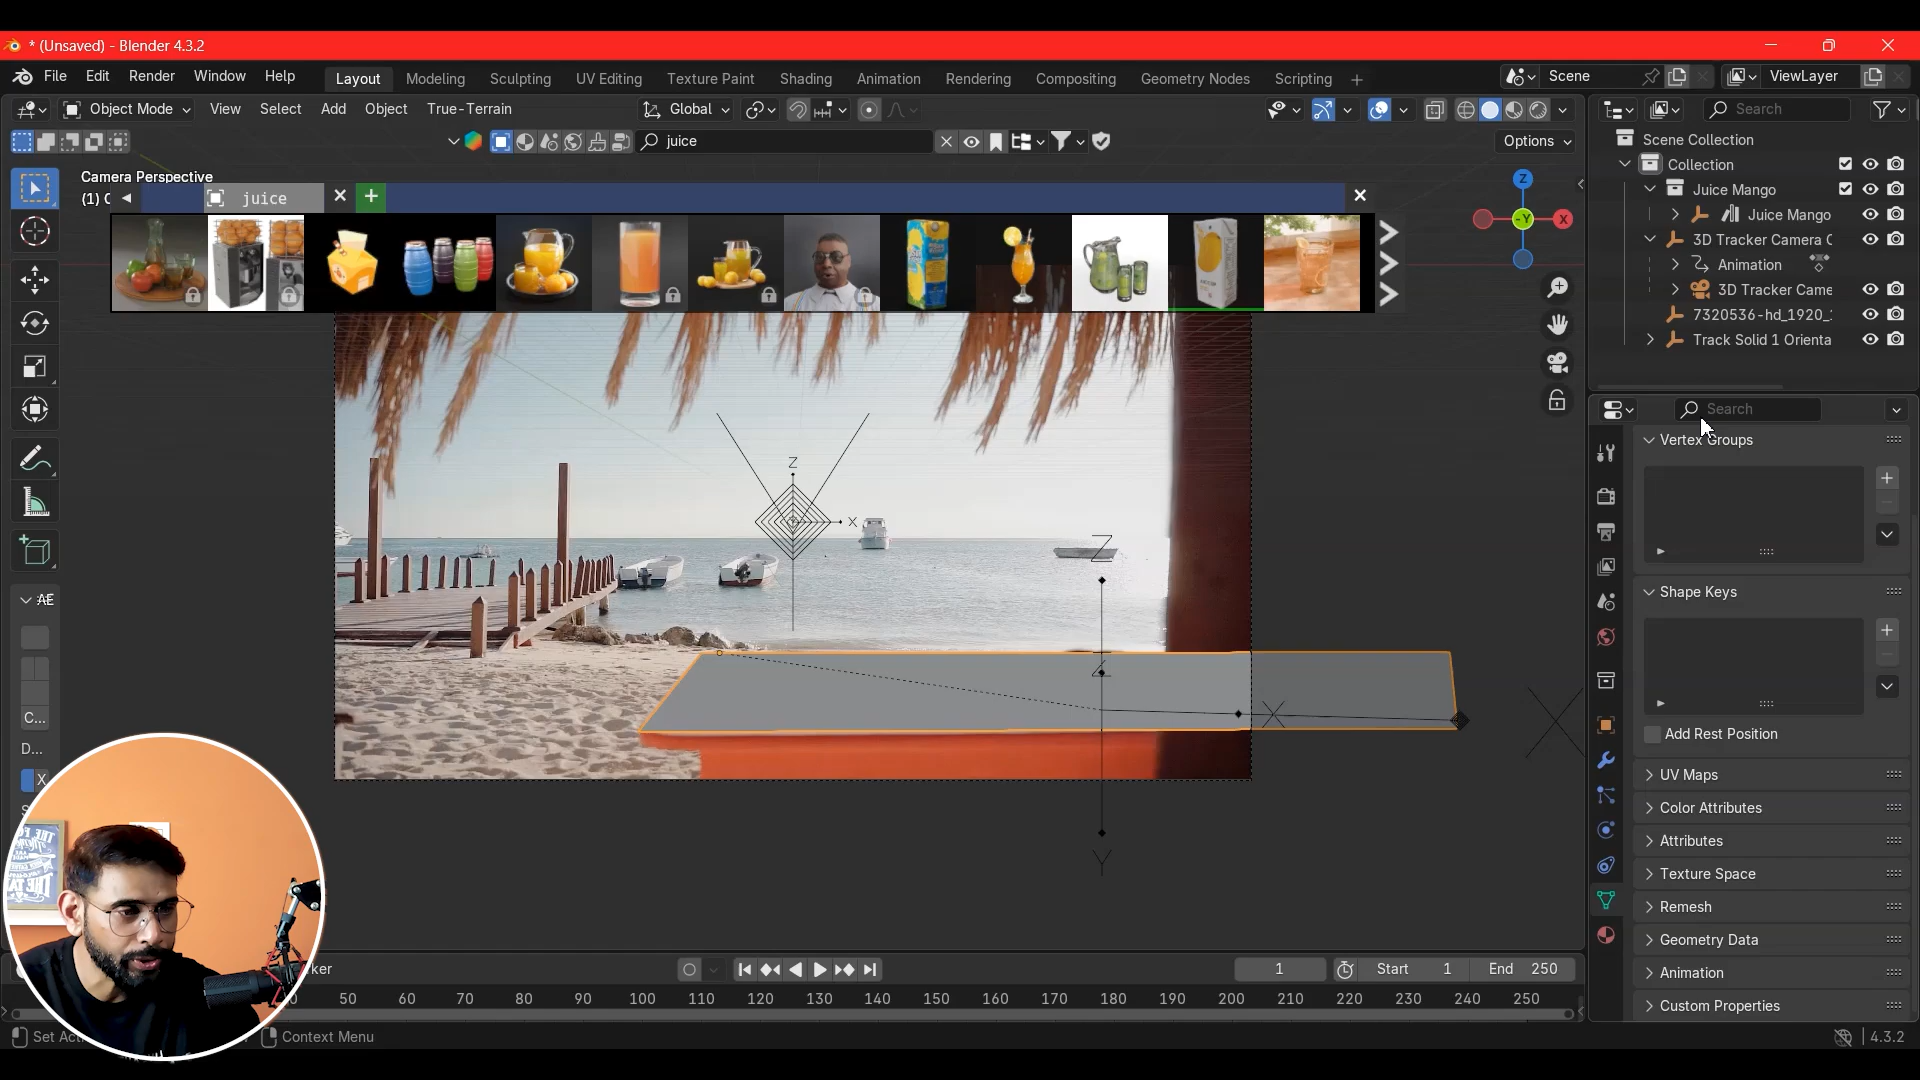 * (Unsaved) - Blender 4.3.2
File Edit Render Window Help
Layout Modeling Sculpting UV Editing Texture Paint Shading Animation Rendering Compositing Geometry Nodes Scripting +
Scene
ViewLayer
Object Mode View Select Add Object True-Terrain
Global
Search
juice
Options
Camera Perspective
(1) C
juice
Scene Collection
Collection
Juice Mango
Juice Mango
3D Tracker Camera C
Animation
3D Tracker Came
7320536-hd_1920_
Track Solid 1 Orienta
Z
-Y
X
Search
Vertex Groups
Shape Keys
Add Rest Position
UV Maps
Color Attributes
Attributes
Texture Space
Remesh
Geometry Data
Animation
Custom Properties
Z
X
Z
Z
X
Y
AE
C...
D...
X
ker
1
Start 1
End 250
50 60 70 80 90 100 110 120 130 140 150 160 170 180 190 200 210 220 230 240 250
Context Menu
4.3.2